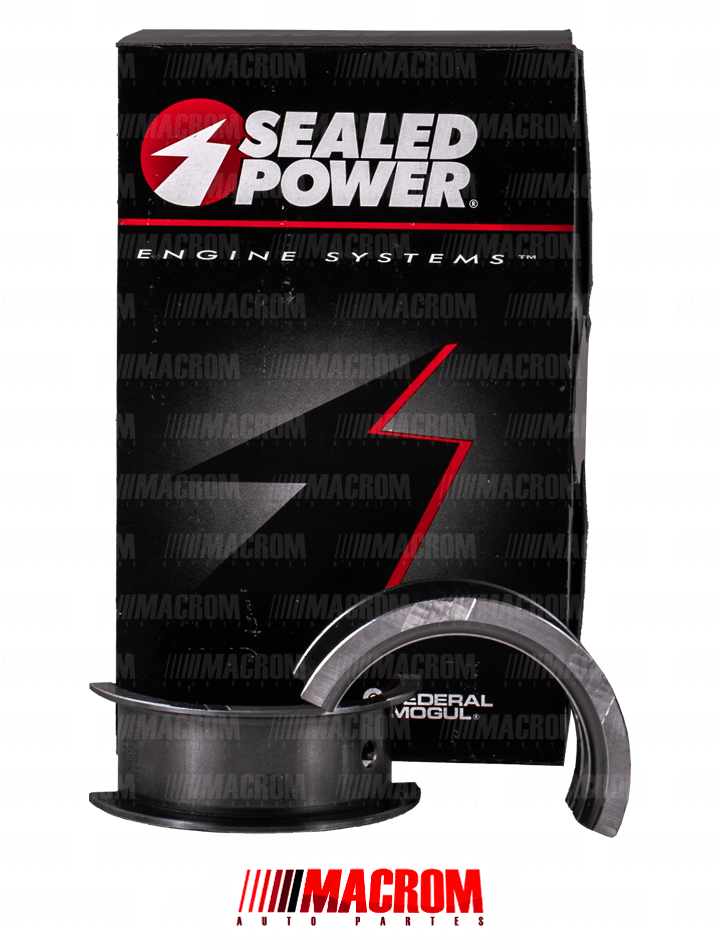 SEALED
POWER®
ENGINE SYSTEMS™
FEDERAL
MOGUL®
MACROM
AUTO PARTES